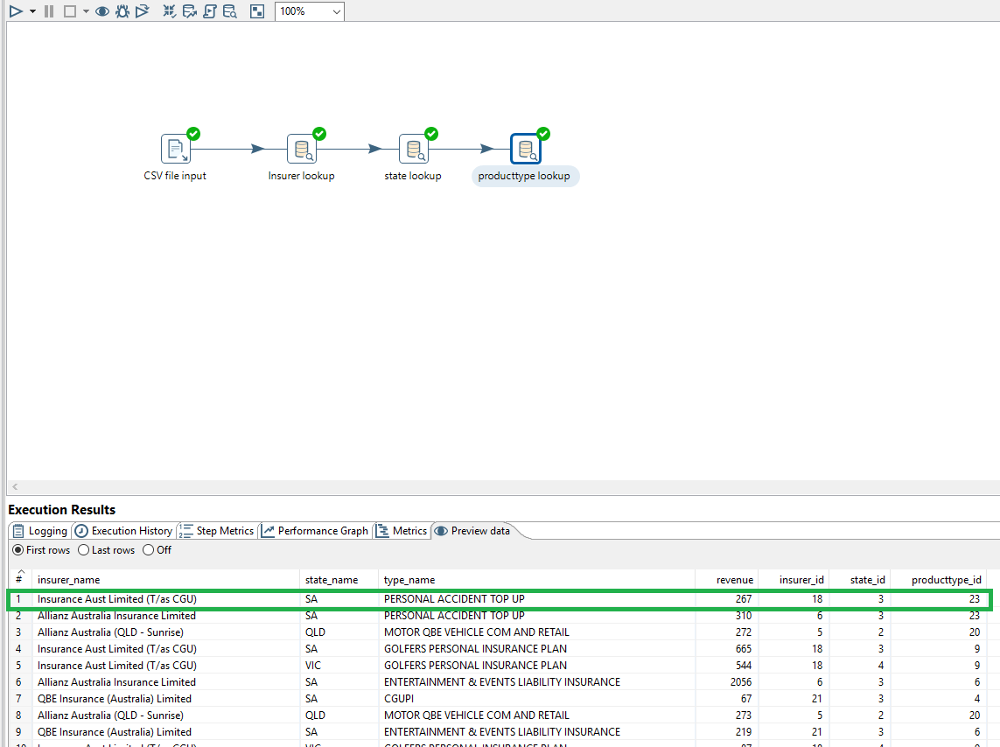 100%
CSV file input Insurer lookup state lookup producttype lookup
Execution Results
Logging Execution History Step Metrics Performance Graph Metrics Preview data
First rows Last rows Off
# insurer_name state_name type_name revenue insurer_id state_id producttype_id
1 Insurance Aust Limited (T/as CGU) SA PERSONAL ACCIDENT TOP UP 267 18 3 23
2 Allianz Australia Insurance Limited SA PERSONAL ACCIDENT TOP UP 310 6 3 23
3 Allianz Australia (QLD - Sunrise) QLD MOTOR QBE VEHICLE COM AND RETAIL 272 5 2 20
4 Insurance Aust Limited (T/as CGU) SA GOLFERS PERSONAL INSURANCE PLAN 665 18 3 9
5 Insurance Aust Limited (T/as CGU) VIC GOLFERS PERSONAL INSURANCE PLAN 544 18 4 9
6 Allianz Australia Insurance Limited SA ENTERTAINMENT & EVENTS LIABILITY INSURANCE 2056 6 3 6
7 QBE Insurance (Australia) Limited SA CGUPI 67 21 3 4
8 Allianz Australia (QLD - Sunrise) QLD MOTOR QBE VEHICLE COM AND RETAIL 273 5 2 20
9 QBE Insurance (Australia) Limited SA ENTERTAINMENT & EVENTS LIABILITY INSURANCE 219 21 3 6